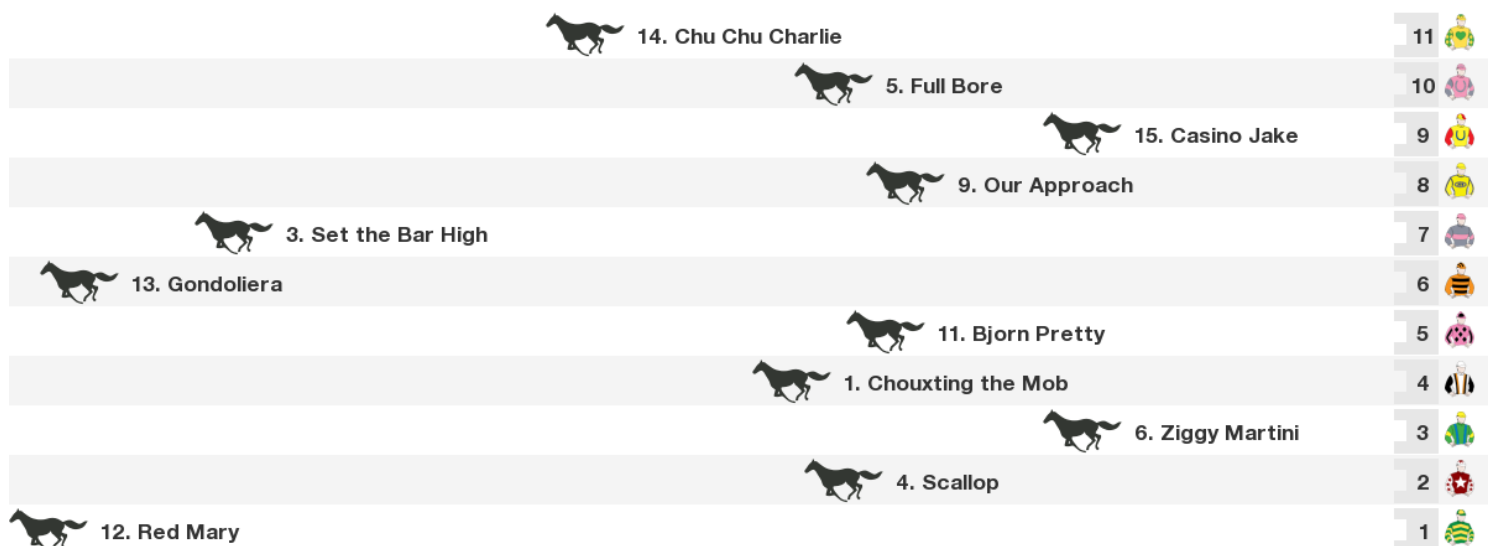 14. Chu Chu Charlie 11
5. Full Bore 10
15. Casino Jake 9
9. Our Approach 8
3. Set the Bar High 7
13. Gondoliera 6
11. Bjorn Pretty 5
1. Chouxting the Mob 4
6. Ziggy Martini 3
4. Scallop 2
12. Red Mary 1